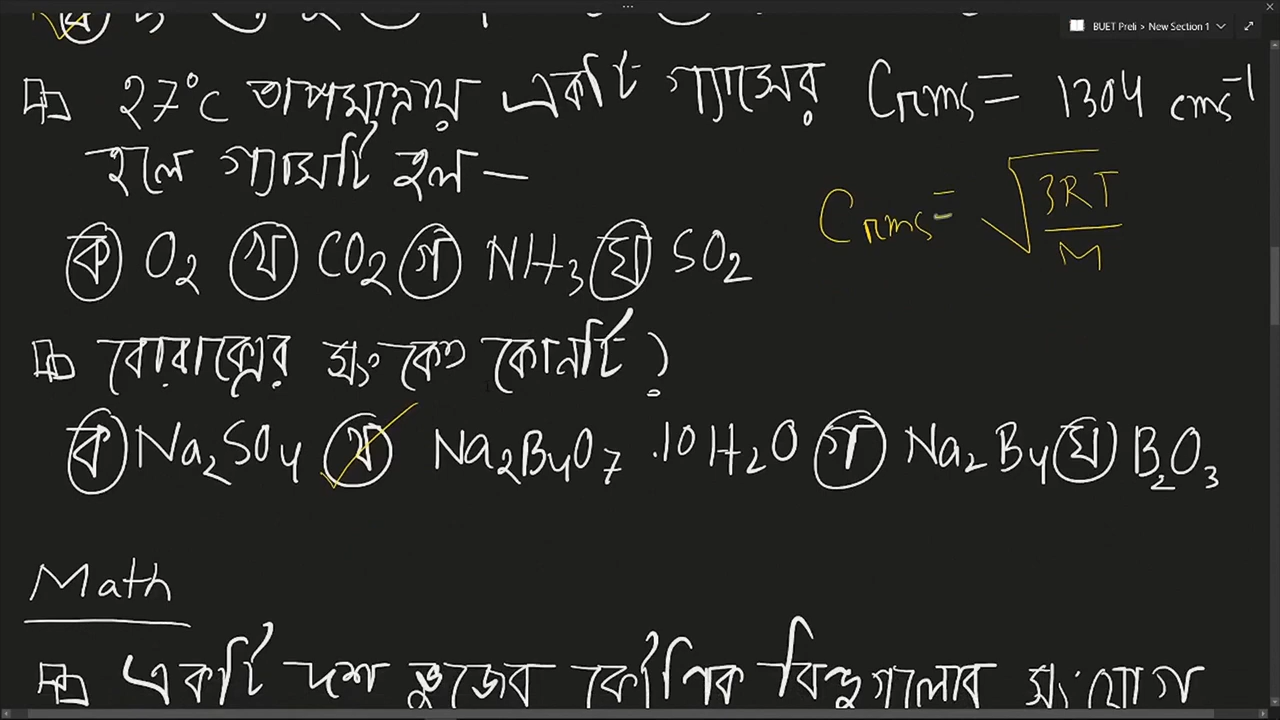 BUET Preli > New Section 1
27°C তাপমাত্রায় একটি গ্যাসের Crms = 1304 cms⁻¹
হলে গ্যাসটি হল —
Crms = √(3RT/M)
ক O₂ খ CO₂ গ NH₃ ঘ SO₂
বোরাক্সের সংকেত কোনটি?
ক Na₂SO₄ খ Na₂B₄O₇ .10H₂O গ Na₂B₄ ঘ B₂O₃
Math
একটি দশ ভুজের কৌণিক বিন্দুগুলোর সংযোগ